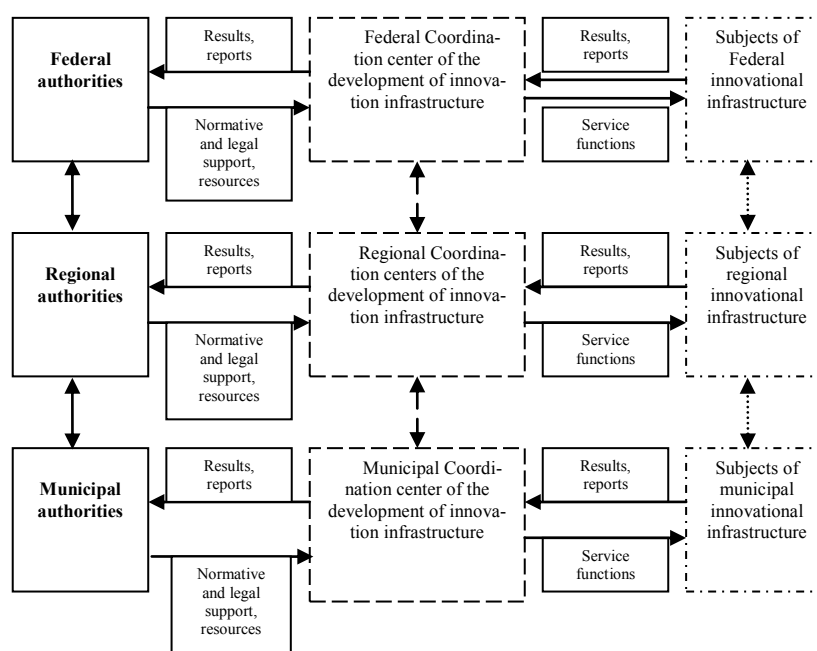 Federal
authorities
Results,
reports
Normative
and legal
support,
resources
Federal Coordina-
tion center of the
development of innova-
tion infrastructure
Results,
reports
Service
functions
Subjects of
Federal
innovational
infrastructure
Regional
authorities
Results,
reports
Normative
and legal
support,
resources
Regional Coordina-
tion centers of the
development of innova-
tion infrastructure
Results,
reports
Service
functions
Subjects of
regional
innovational
infrastructure
Municipal
authorities
Results,
reports
Normative
and legal
support,
resources
Municipal Coordi-
nation center of the
development of innova-
tion infrastructure
Results,
reports
Service
functions
Subjects of
municipal
innovational
infrastructure